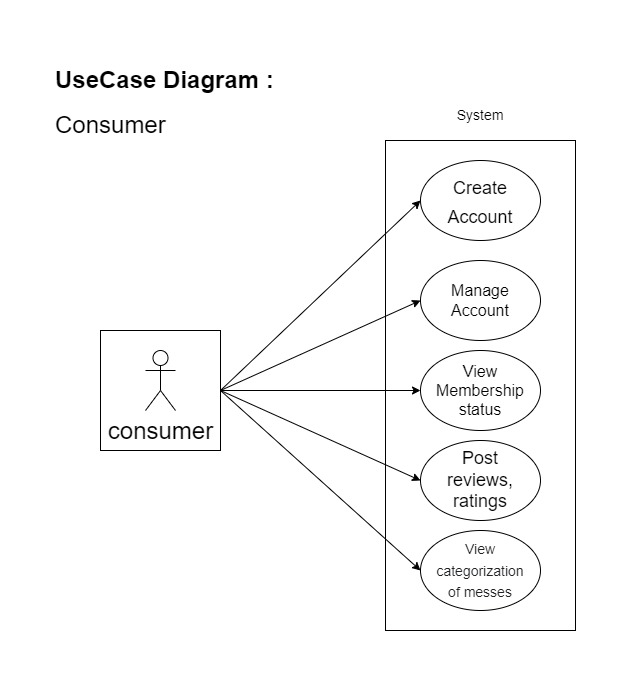 UseCase Diagram :
Consumer
System
Create
Account
Manage
Account
View
Membership
status
Post
reviews,
ratings
View
categorization
of messes
consumer